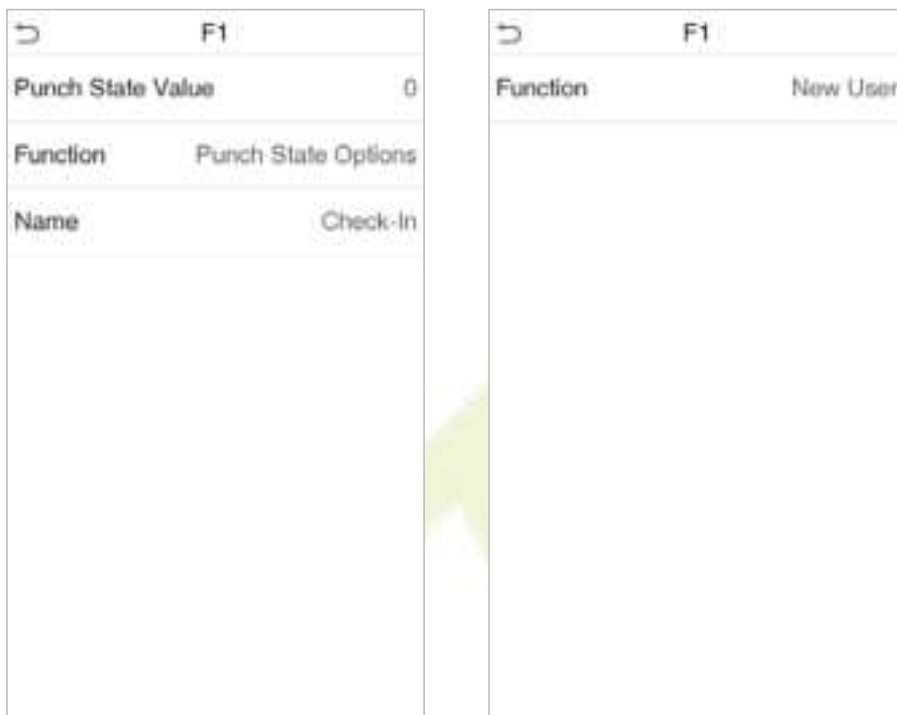 F1
Punch State Value 0
Function Punch State Options
Name Check-In
F1
Function New User